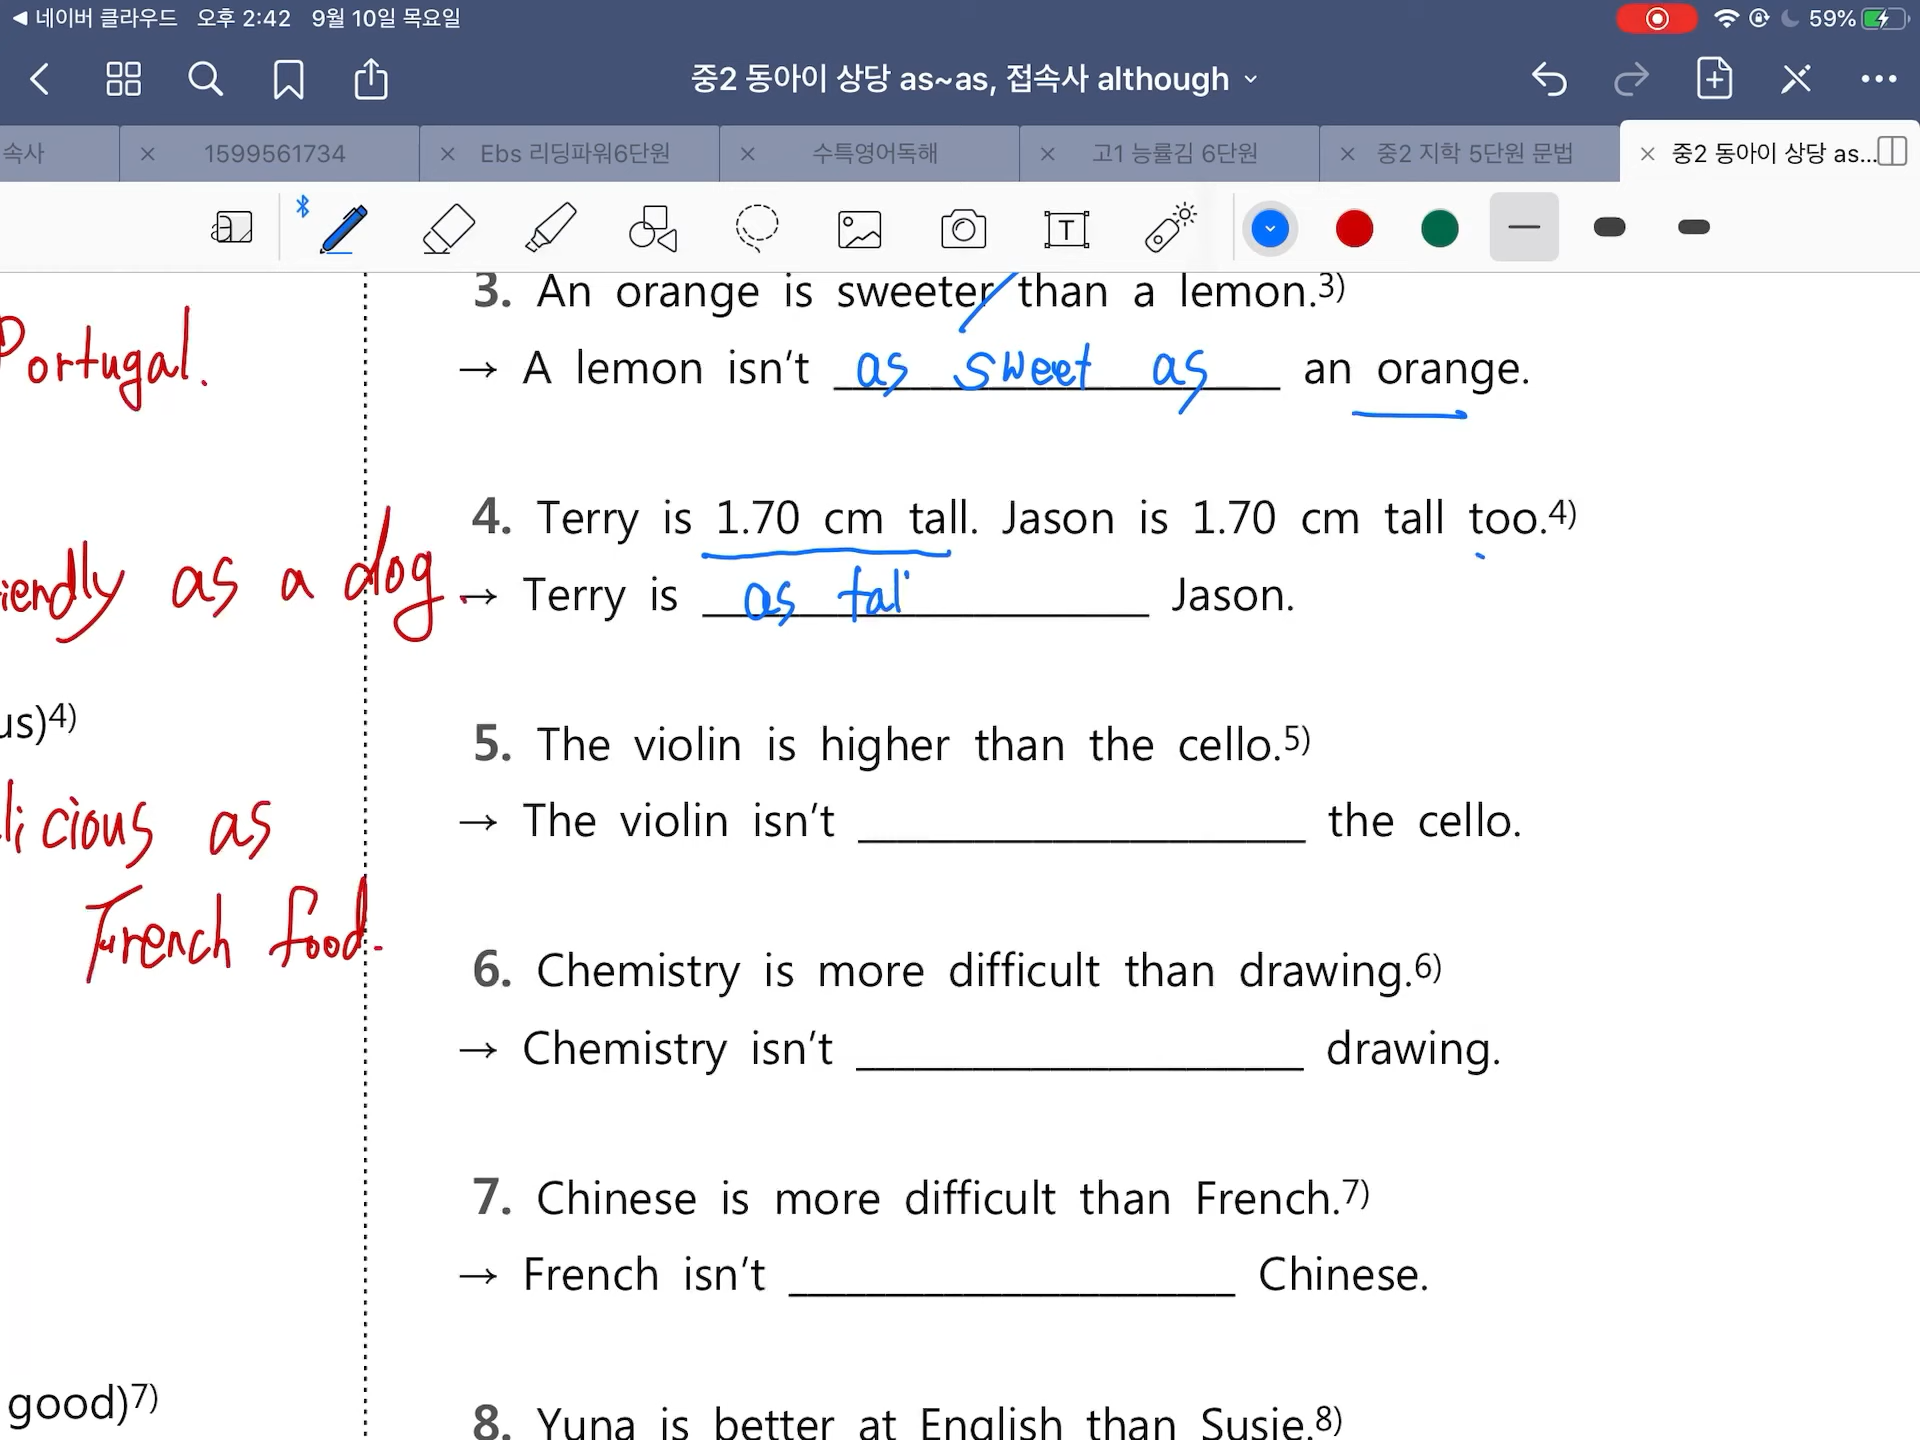 ◀ 네이버 클라우드 오후 2:42 9월 10일 목요일 59%
중2 동아이 상당 as~as, 접속사 although
속사 1599561734 Ebs 리딩파워6단원 수특영어독해 고1 능률김 6단원 중2 지학 5단원 문법 중2 동아이 상당 as...
T
Portugal.
iendly as a dog.
us)4)
licious as
French food.
good)7)
3. An orange is sweeter than a lemon.3)
→ A lemon isn't as sweet as an orange.
4. Terry is 1.70 cm tall. Jason is 1.70 cm tall too.4)
→ Terry is as tal Jason.
5. The violin is higher than the cello.5)
→ The violin isn't ____ the cello.
6. Chemistry is more difficult than drawing.6)
→ Chemistry isn't ____ drawing.
7. Chinese is more difficult than French.7)
→ French isn't ____ Chinese.
8. Yuna is better at English than Susie.8)